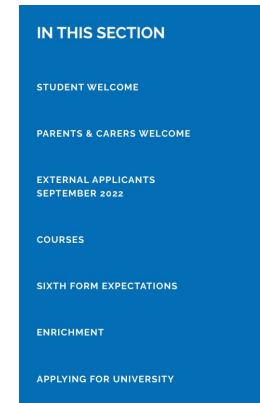 IN THIS SECTION
STUDENT WELCOME
PARENTS & CARERS WELCOME
EXTERNAL APPLICANTS
SEPTEMBER 2022
COURSES
SIXTH FORM EXPECTATIONS
ENRICHMENT
APPLYING FOR UNIVERSITY